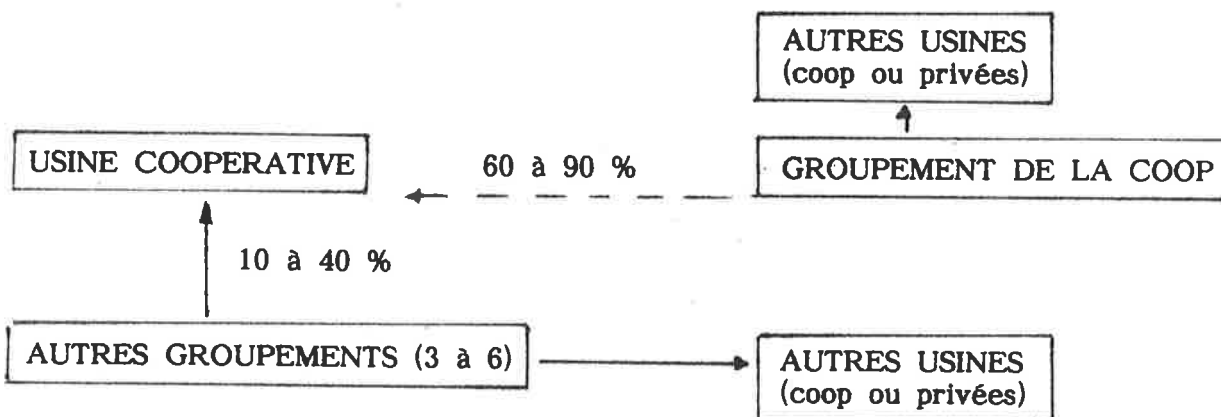 AUTRES USINES
(coop ou privées)
USINE COOPERATIVE
60 à 90 %
GROUPEMENT DE LA COOP
10 à 40 %
AUTRES GROUPEMENTS (3 à 6)
AUTRES USINES
(coop ou privées)